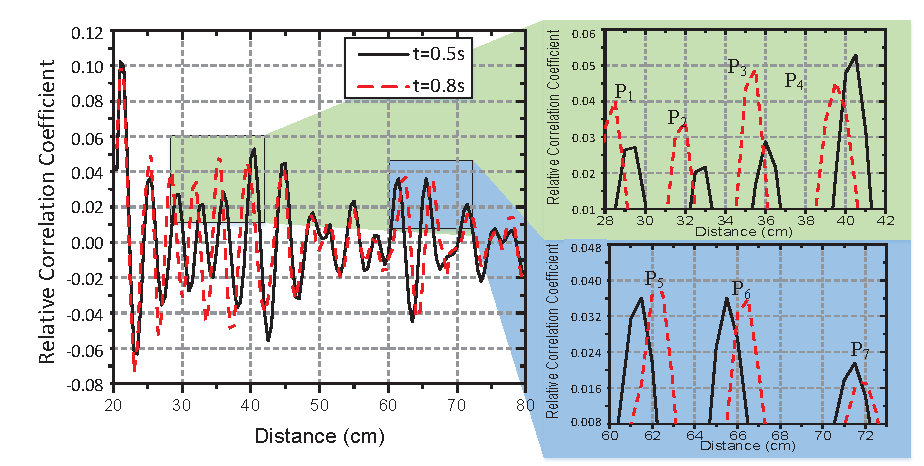 Relative Correlation Coefficient
0.12
0.10
0.08
0.06
0.04
0.02
0.00
-0.02
-0.04
-0.06
-0.08
20 30 40 50 60 70 80
Distance (cm)
t=0.5s
t=0.8s
Relative Correlation Coefficient
0.06
0.05
0.04
0.03
0.02
0.01
28 30 32 34 36 38 40 42
Distance (cm)
P1
P2
P3
P4
Relative Correlation Coefficient
0.048
0.040
0.032
0.024
0.016
0.008
60 62 64 66 68 70 72
Distance (cm)
P5
P6
P7